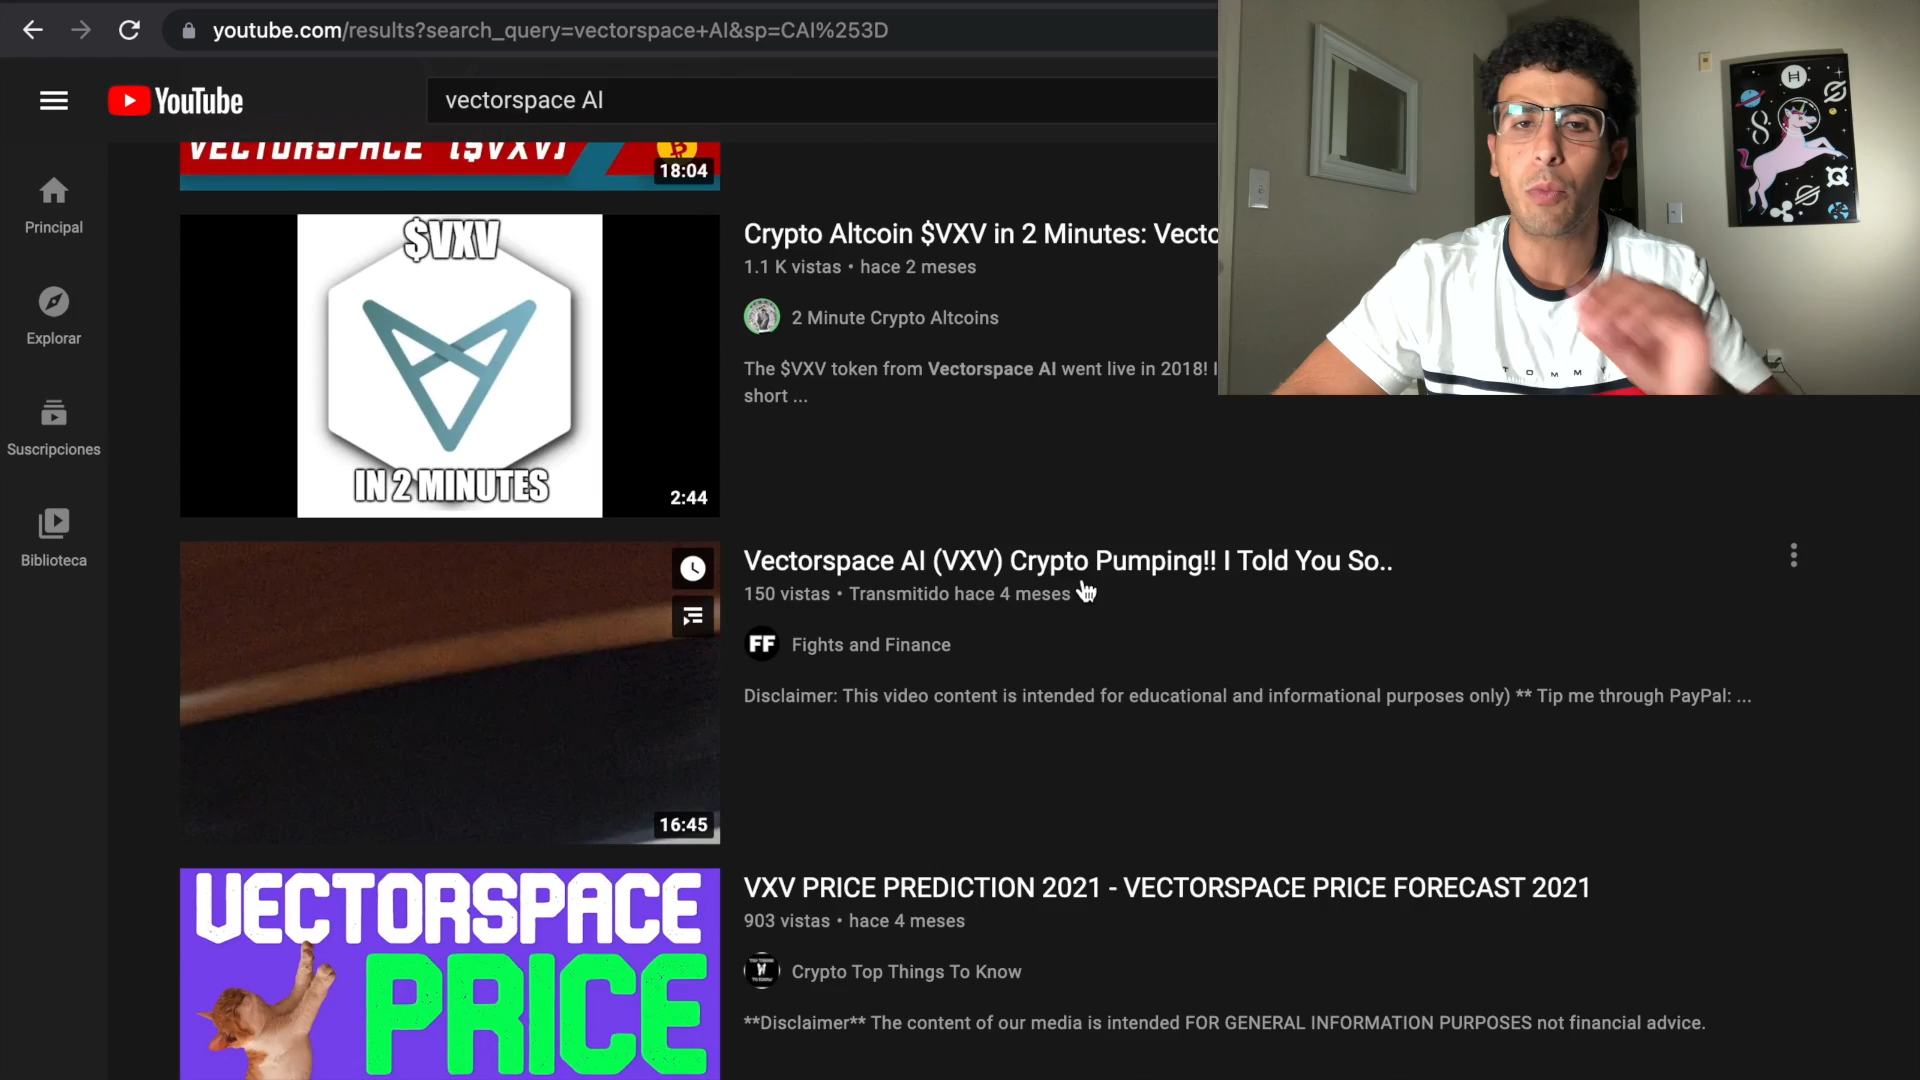 youtube.com/results?search_query=vectorspace+AI&sp=CAI%253D
YouTube
vectorspace AI
Principal
Explorar
Suscripciones
Biblioteca
VECTORSPACE ($VXV)
18:04
$VXV
IN 2 MINUTES
2:44
Crypto Altcoin $VXV in 2 Minutes: Vecto
1.1 K vistas • hace 2 meses
2 Minute Crypto Altcoins
The $VXV token from Vectorspace AI went live in 2018! I
short ...
16:45
Vectorspace AI (VXV) Crypto Pumping!! I Told You So..
150 vistas • Transmitido hace 4 meses
FF Fights and Finance
Disclaimer: This video content is intended for educational and informational purposes only) ** Tip me through PayPal: ...
VECTORSPACE
PRICE
VXV PRICE PREDICTION 2021 - VECTORSPACE PRICE FORECAST 2021
903 vistas • hace 4 meses
Crypto Top Things To Know
**Disclaimer** The content of our media is intended FOR GENERAL INFORMATION PURPOSES not financial advice.
TOMMY